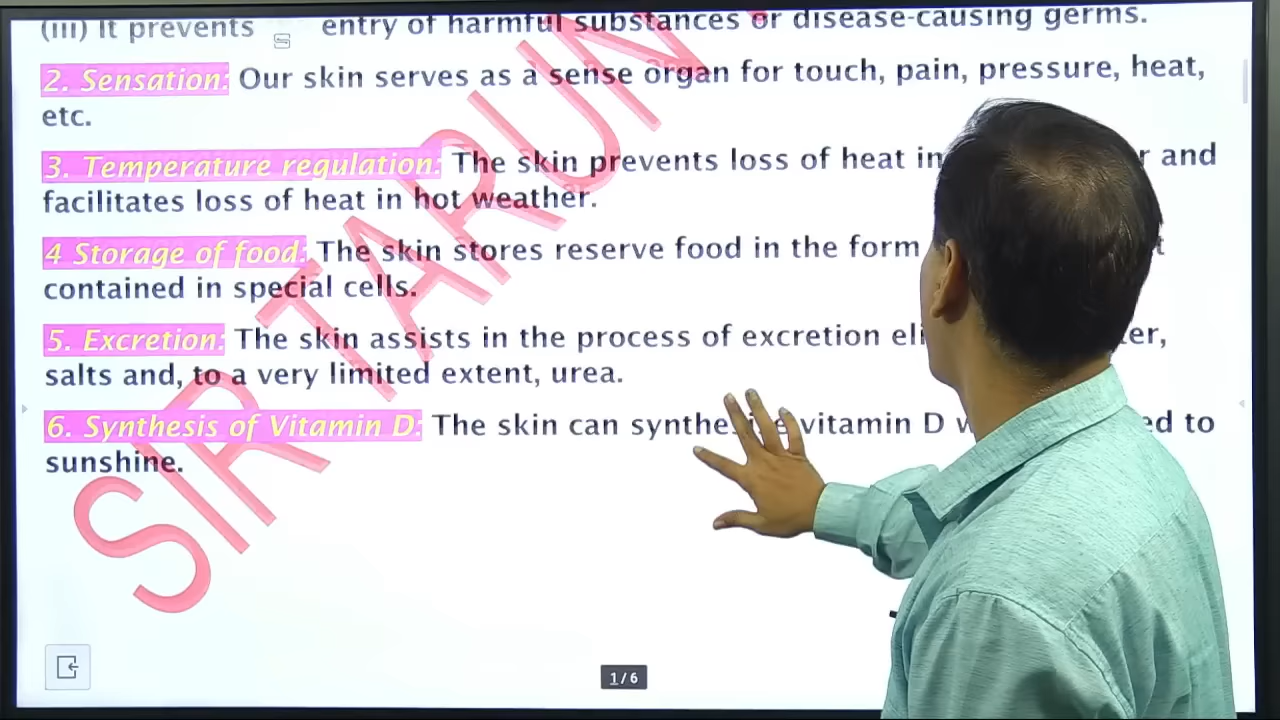 (iii) It prevents entry of harmful substances or disease-causing germs.
2. Sensation: Our skin serves as a sense organ for touch, pain, pressure, heat,
etc.
3. Temperature regulation: The skin prevents loss of heat in and
facilitates loss of heat in hot weather.
4 Storage of food: The skin stores reserve food in the form
contained in special cells.
5. Excretion: The skin assists in the process of excretion
salts and, to a very limited extent, urea.
6. Synthesis of Vitamin D: The skin can synthesize vitamin D to
sunshine.
SIR TARUN
1/6